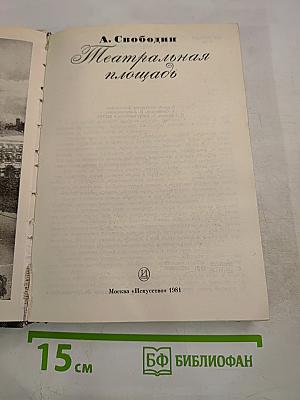 А. Свободин
Театральная
площадь
И
Москва «Искусство» 1981
15 см
БФ БИБЛИОФАН